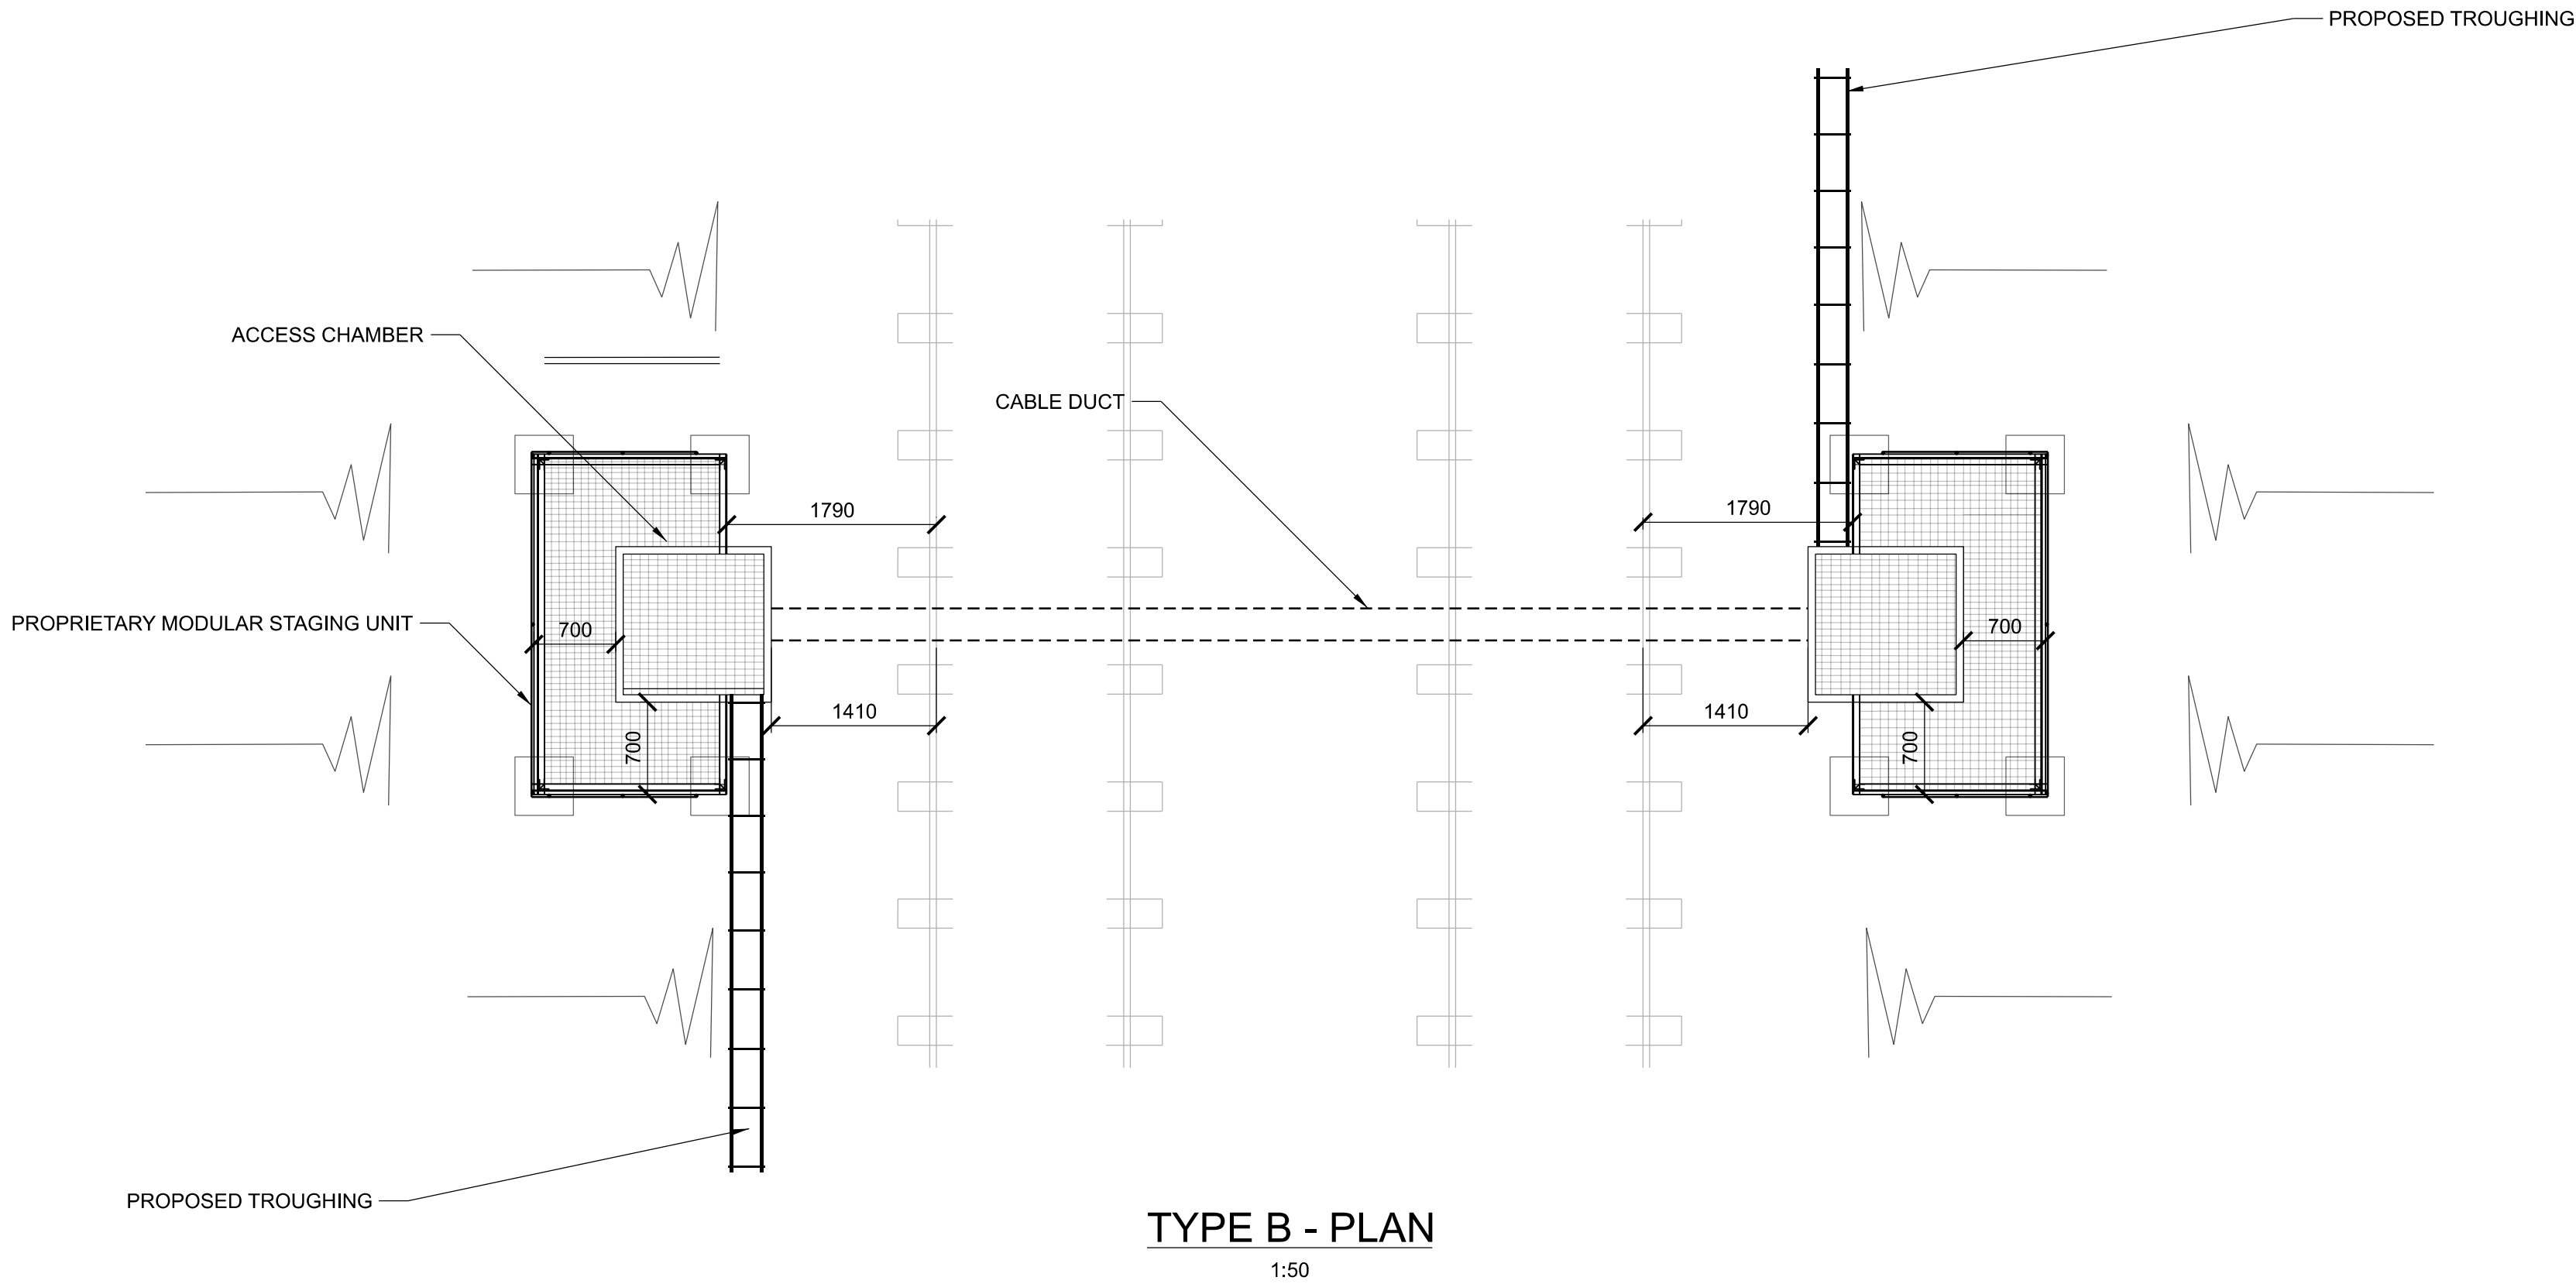 PROPOSED TROUGHING
ACCESS CHAMBER
CABLE DUCT
1790
1790
PROPRIETARY MODULAR STAGING UNIT
700
700
1410
1410
700
700
PROPOSED TROUGHING
TYPE B - PLAN
1:50